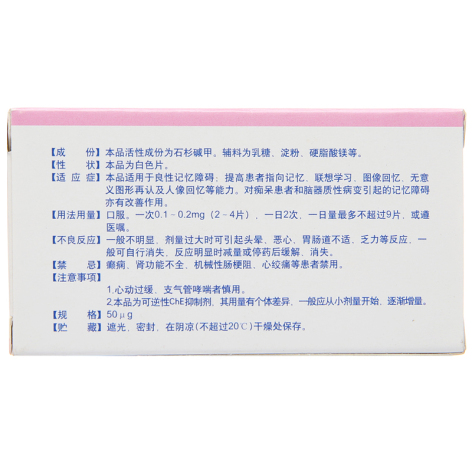 【成　份】本品活性成份为石杉碱甲。辅料为乳糖、淀粉、硬脂酸镁等。
【性　状】本品为白色片。
【适应症】本品适用于良性记忆障碍；提高患者指向记忆、联想学习、图像回忆、无意
义图形再认及人像回忆等能力。对痴呆患者和脑器质性病变引起的记忆障碍
亦有改善作用。
【用法用量】口服。一次0.1－0.2mg（2－4片），一日2次，一日量最多不超过9片，或遵
医嘱。
【不良反应】一般不明显，剂量过大时可引起头晕、恶心、胃肠道不适、乏力等反应，一
般可自行消失，反应明显时减量或停药后缓解、消失。
【禁　忌】癫痫、肾功能不全、机械性肠梗阻、心绞痛等患者禁用。
【注意事项】
1.心动过缓、支气管哮喘者慎用。
2.本品为可逆性ChE抑制剂，其用量有个体差异，一般应从小剂量开始，逐渐增量。
【规　格】50μg
【贮　藏】遮光，密封，在阴凉(不超过20℃)干燥处保存。